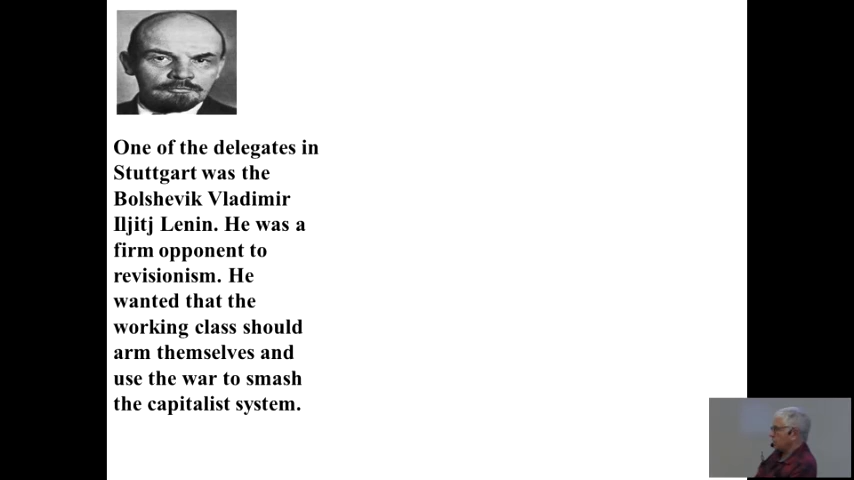 One of the delegates in
Stuttgart was the
Bolshevik Vladimir
Iljitj Lenin. He was a
firm opponent to
revisionism. He
wanted that the
working class should
arm themselves and
use the war to smash
the capitalist system.